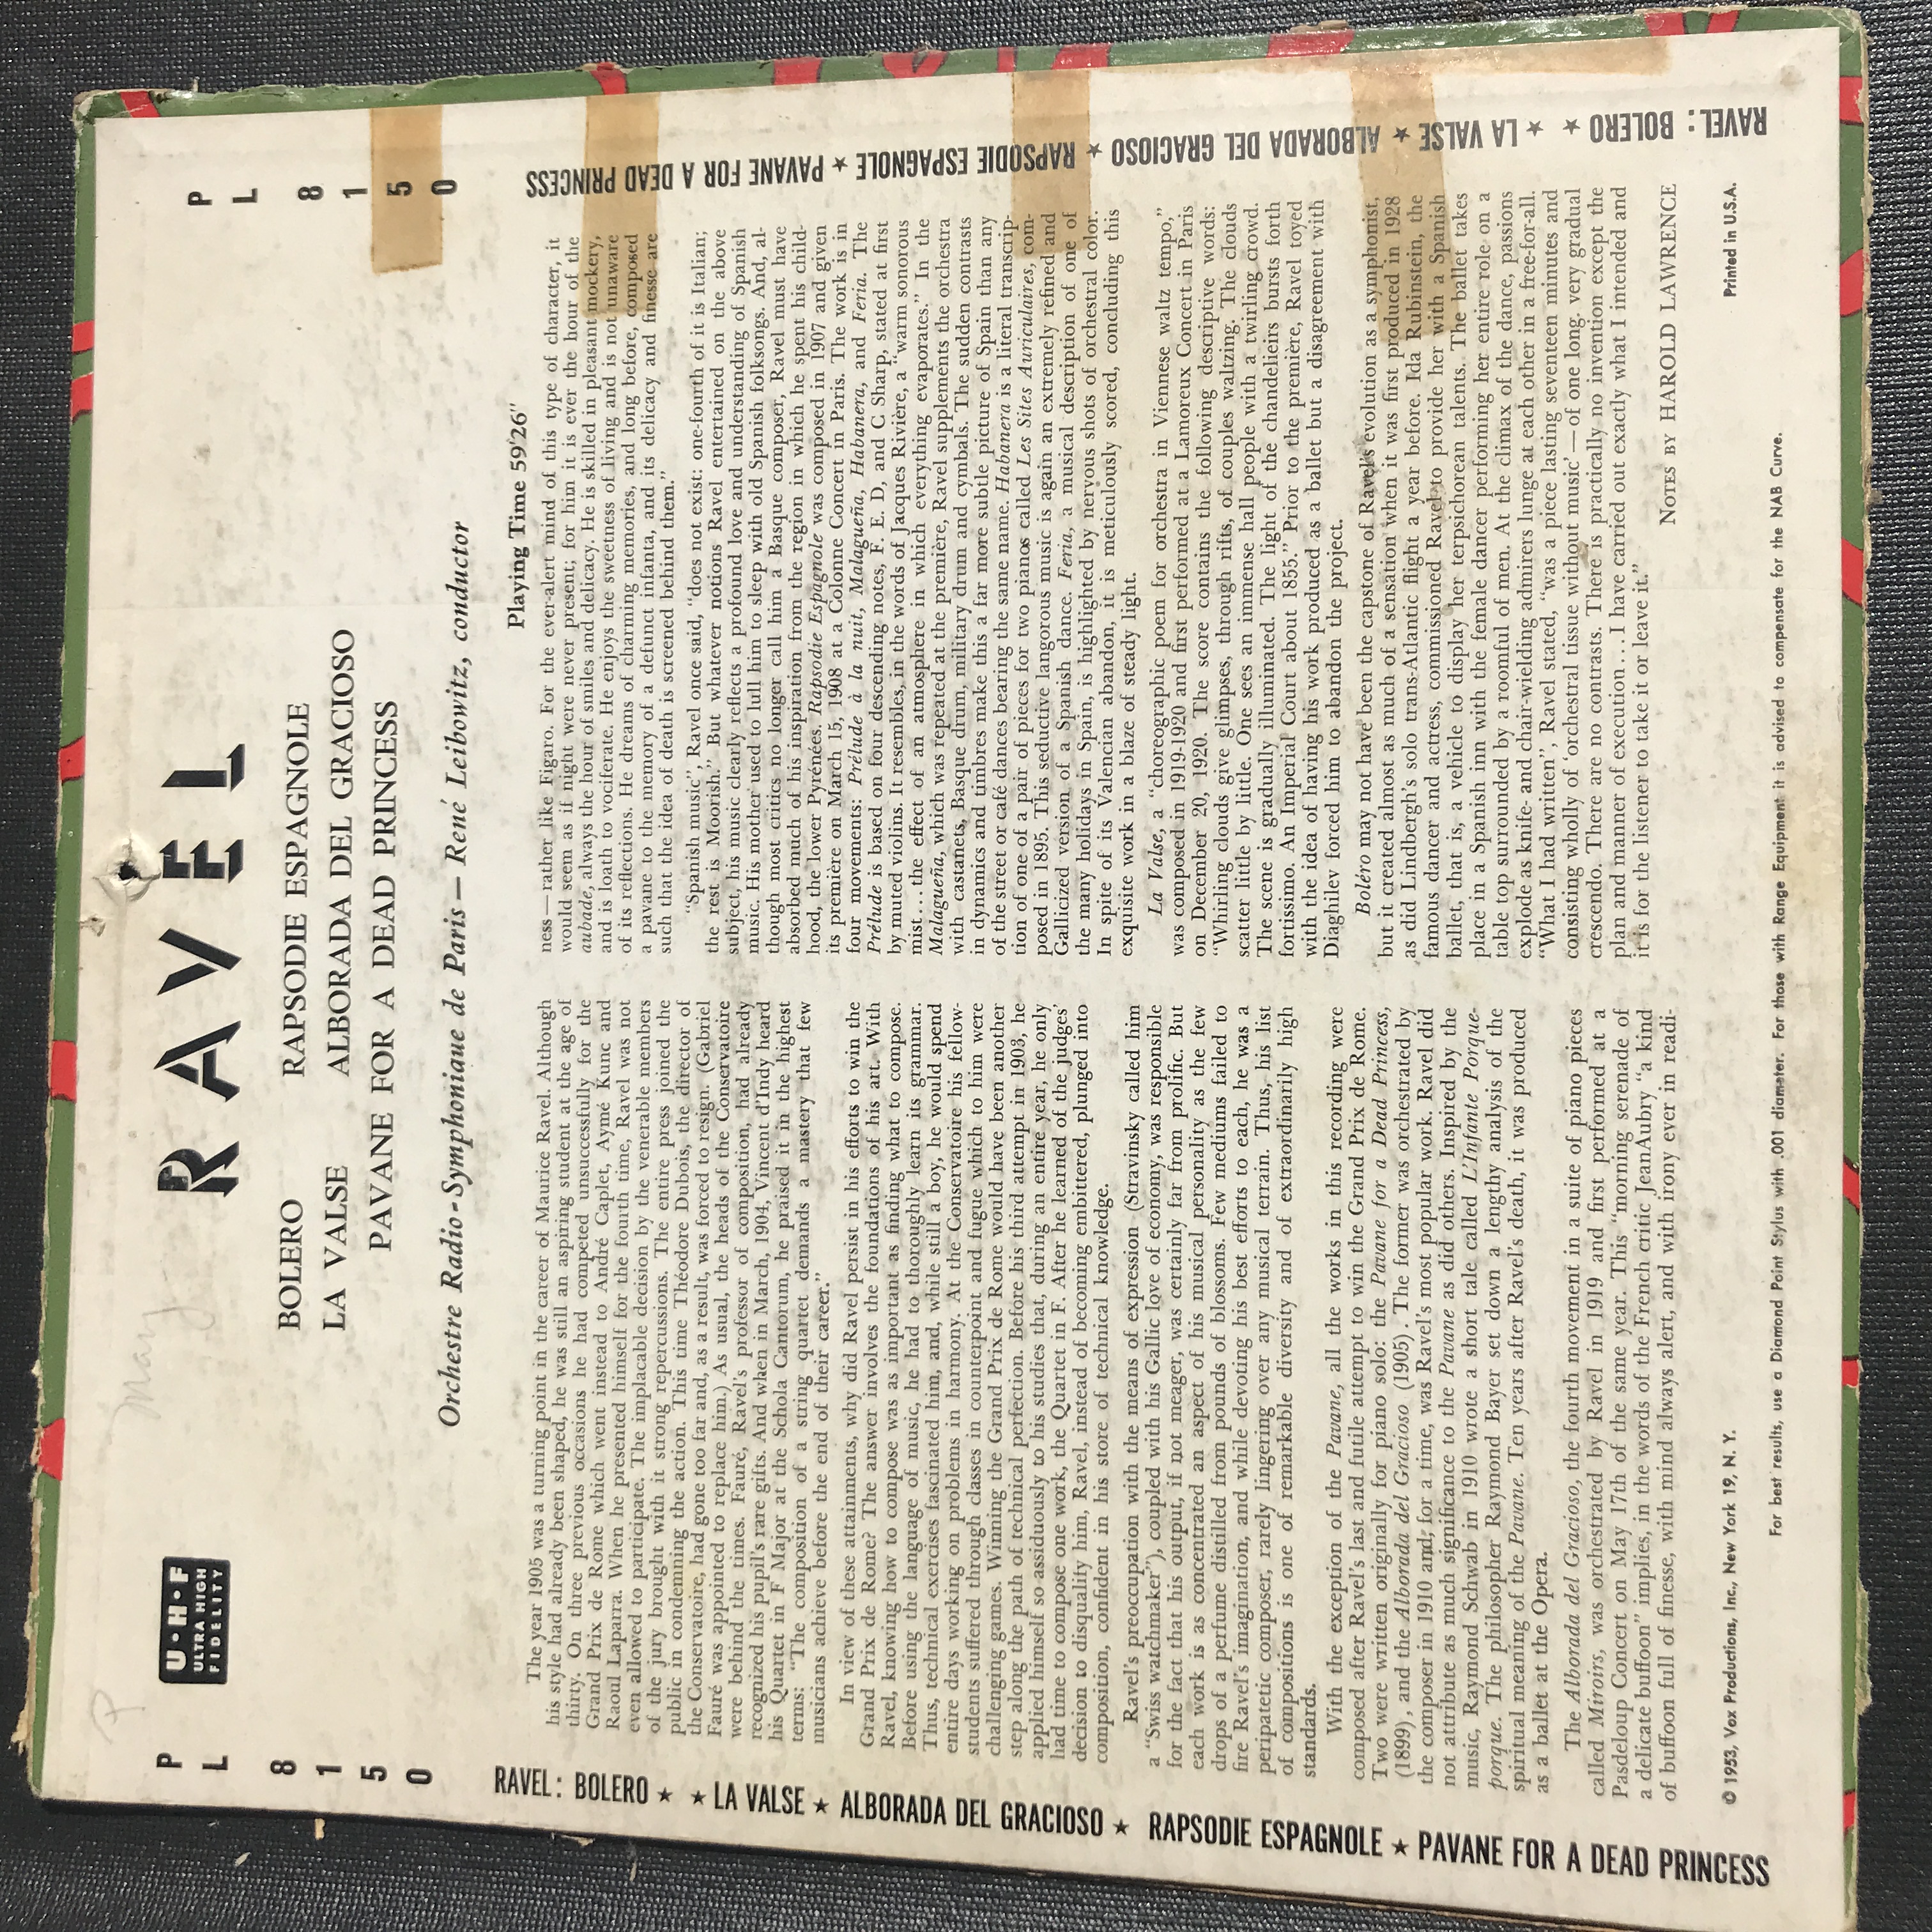 P
May
P
L
8
1
5
0
U·H·F
ULTRA HIGH
FIDELITY
RAVEL
P
L
8
1
5
0
BOLERO RAPSODIE ESPAGNOLE
LA VALSE ALBORADA DEL GRACIOSO
PAVANE FOR A DEAD PRINCESS
Orchestre Radio-Symphoniaue de Paris — René Leibowitz, conductor
RAVEL: BOLERO ★ ★ LA VALSE ★ ALBORADA DEL GRACIOSO ★ RAPSODIE ESPAGNOLE ★ PAVANE FOR A DEAD PRINCESS
The year 1905 was a turning point in the career of Maurice Ravel. Although
his style had already been shaped, he was still an aspiring student at the age of
thirty. On three previous occasions he had competed unsuccessfully for the
Grand Prix de Rome which went instead to André Caplet, Aymé Kunc and
Raoul Laparra. When he presented himself for the fourth time, Ravel was not
even allowed to participate. The implacable decision by the venerable members
of the jury brought with it strong repercussions. The entire press joined the
public in condemning the action. This time Théodore Dubois, the director of
the Conservatoire, had gone too far and, as a result, was forced to resign. (Gabriel
Fauré was appointed to replace him.) As usual, the heads of the Conservatoire
were behind the times. Fauré, Ravel's professor of composition, had already
recognized his pupil's rare gifts. And when in March, 1904, Vincent d'Indy heard
his Quartet in F Major at the Schola Cantorum, he praised it in the highest
terms: "The composition of a string quartet demands a mastery that few
musicians achieve before the end of their career."
In view of these attainments, why did Ravel persist in his efforts to win the
Grand Prix de Rome? The answer involves the foundations of his art. With
Ravel, knowing how to compose was as important as finding what to compose.
Before using the language of music, he had to thoroughly learn its grammar.
Thus, technical exercises fascinated him, and, while still a boy, he would spend
entire days working on problems in harmony. At the Conservatoire his fellow-
students suffered through classes in counterpoint and fugue which to him were
challenging games. Winning the Grand Prix de Rome would have been another
step along the path of technical perfection. Before his third attempt in 1903, he
applied himself so assiduously to his studies that, during an entire year, he only
had time to compose one work, the Quartet in F. After he learned of the judges'
decision to disqualify him, Ravel, instead of becoming embittered, plunged into
composition, confident in his store of technical knowledge.
Ravel's preoccupation with the means of expression (Stravinsky called him
a "Swiss watchmaker"), coupled with his Gallic love of economy, was responsible
for the fact that his output, if not meager, was certainly far from prolific. But
each work is as concentrated an aspect of his musical personality as the few
drops of a perfume distilled from pounds of blossoms. Few mediums failed to
fire Ravel's imagination, and while devoting his best efforts to each, he was a
peripatetic composer, rarely lingering over any musical terrain. Thus, his list
of compositions is one of remarkable diversity and of extraordinarily high
standards.
With the exception of the Pavane, all the works in this recording were
composed after Ravel's last and futile attempt to win the Grand Prix de Rome.
Two were written originally for piano solo: the Pavane for a Dead Princess,
(1899), and the Alborada del Gracioso (1905). The former was orchestrated by
the composer in 1910 and, for a time, was Ravel's most popular work. Ravel did
not attribute as much significance to the Pavane as did others. Inspired by the
music, Raymond Schwab in 1910 wrote a short tale called L'Infante Porque-
porque. The philosopher Raymond Bayer set down a lengthy analysis of the
spiritual meaning of the Pavane. Ten years after Ravel's death, it was produced
as a ballet at the Opera.
The Alborada del Gracioso, the fourth movement in a suite of piano pieces
called Miroirs, was orchestrated by Ravel in 1919 and first performed at a
Pasdeloup Concert on May 17th of the same year. This "morning serenade of
a delicate buffoon" implies, in the words of the French critic JeanAubry "a kind
of buffoon full of finesse, with mind always alert, and with irony ever in readi-
Playing Time 59'26"
ness — rather like Figaro. For the ever-alert mind of this type of character, it
would seem as if night were never present; for him it is ever the hour of the
aubade, always the hour of smiles and delicacy. He is skilled in pleasant mockery,
and is loath to vociferate. He enjoys the sweetness of living and is not unaware
of its reflections. He dreams of charming memories, and long before, composed
a pavane to the memory of a defunct infanta, and its delicacy and finesse are
such that the idea of death is screened behind them."
"Spanish music", Ravel once said, "does not exist: one-fourth of it is Italian;
the rest is Moorish." But whatever notions Ravel entertained on the above
subject, his music clearly reflects a profound love and understanding of Spanish
music. His mother used to lull him to sleep with old Spanish folksongs. And, al-
though most critics no longer call him a Basque composer, Ravel must have
absorbed much of his inspiration from the region in which he spent his child-
hood, the lower Pyrénées. Rapsodie Espagnole was composed in 1907 and given
its première on March 15, 1908 at a Colonne Concert in Paris. The work is in
four movements: Prélude à la nuit, Malagueña, Habanera, and Feria. The
Prélude is based on four descending notes, F. E. D, and C Sharp, stated at first
by muted violins. It resembles, in the words of Jacques Rivière, a "warm sonorous
mist... the effect of an atmosphere in which everything evaporates." In the
Malagueña, which was repeated at the première, Ravel supplements the orchestra
with castanets, Basque drum, military drum and cymbals. The sudden contrasts
in dynamics and timbres make this a far more subtle picture of Spain than any
of the street or café dances bearing the same name. Habanera is a literal transcrip-
tion of one of a pair of pieces for two pianos called Les Sites Auriculaires, com-
posed in 1895. This seductive langorous music is again an extremely refined and
Gallicized version of a Spanish dance. Feria, a musical description of one of
the many holidays in Spain, is highlighted by nervous shots of orchestral color.
In spite of its Valencian abandon, it is meticulously scored, concluding this
exquisite work in a blaze of steady light.
La Valse, a "choreographic poem for orchestra in Viennese waltz tempo,"
was composed in 1919-1920 and first performed at a Lamoreux Concert in Paris
on December 20, 1920. The score contains the following descriptive words:
"Whirling clouds give glimpses, through rifts, of couples waltzing. The clouds
scatter little by little. One sees an immense hall people with a twirling crowd.
The scene is gradually illuminated. The light of the chandelieirs bursts forth
fortissimo. An Imperial Court about 1855." Prior to the première, Ravel toyed
with the idea of having his work produced as a ballet but a disagreement with
Diaghilev forced him to abandon the project.
Boléro may not have been the capstone of Ravel's evolution as a symphonist,
but it created almost as much of a sensation when it was first produced in 1928
as did Lindbergh's solo trans-Atlantic flight a year before. Ida Rubinstein, the
famous dancer and actress, commissioned Ravel to provide her with a Spanish
ballet, that is, a vehicle to display her terpsichorean talents. The ballet takes
place in a Spanish inn with the female dancer performing her entire role on a
table top surrounded by a roomful of men. At the climax of the dance, passions
explode as knife- and chair-wielding admirers lunge at each other in a free-for-all.
"What I had written", Ravel stated, "was a piece lasting seventeen minutes and
consisting wholly of 'orchestral tissue without music' — of one long. very gradual
crescendo. There are no contrasts. There is practically no invention except the
plan and manner of execution... I have carried out exactly what I intended and
it is for the listener to take it or leave it."
NOTES BY HAROLD LAWRENCE
RAVEL: BOLERO ★ ★ LA VALSE ★ ALBORADA DEL GRACIOSO ★ RAPSODIE ESPAGNOLE ★ PAVANE FOR A DEAD PRINCESS
© 1953, Vox Productions, Inc., New York 19, N. Y.
Printed in U.S.A.
For best results, use a Diamond Point Stylus with .001 diameter. For those with Range Equipment it is advised to compensate for the NAB Curve.